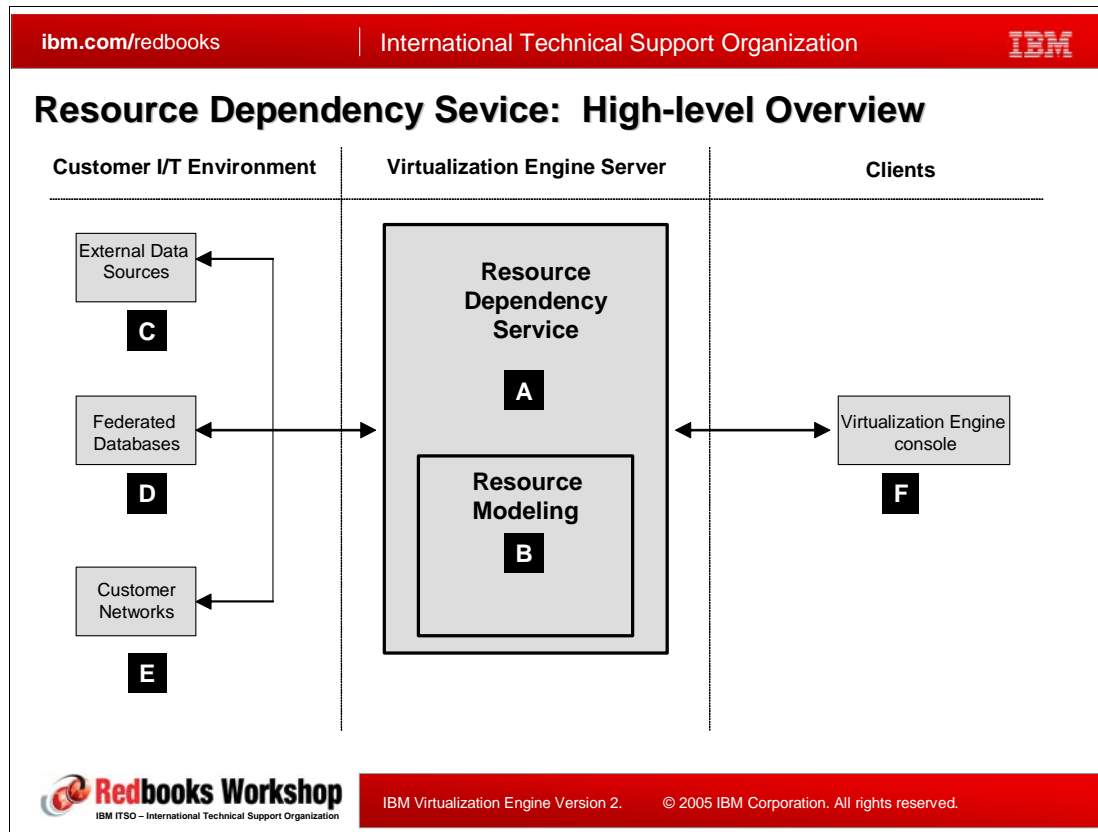 ibm.com/redbooks
International Technical Support Organization
IBM
Resource Dependency Sevice: High-level Overview
Customer I/T Environment
Virtualization Engine Server
Clients
External Data
Sources
C
Federated
Databases
D
Customer
Networks
E
Resource
Dependency
Service
A
Resource
Modeling
B
Virtualization Engine
console
F
Redbooks Workshop
IBM ITSO – International Technical Support Organization
IBM Virtualization Engine Version 2.
© 2005 IBM Corporation. All rights reserved.